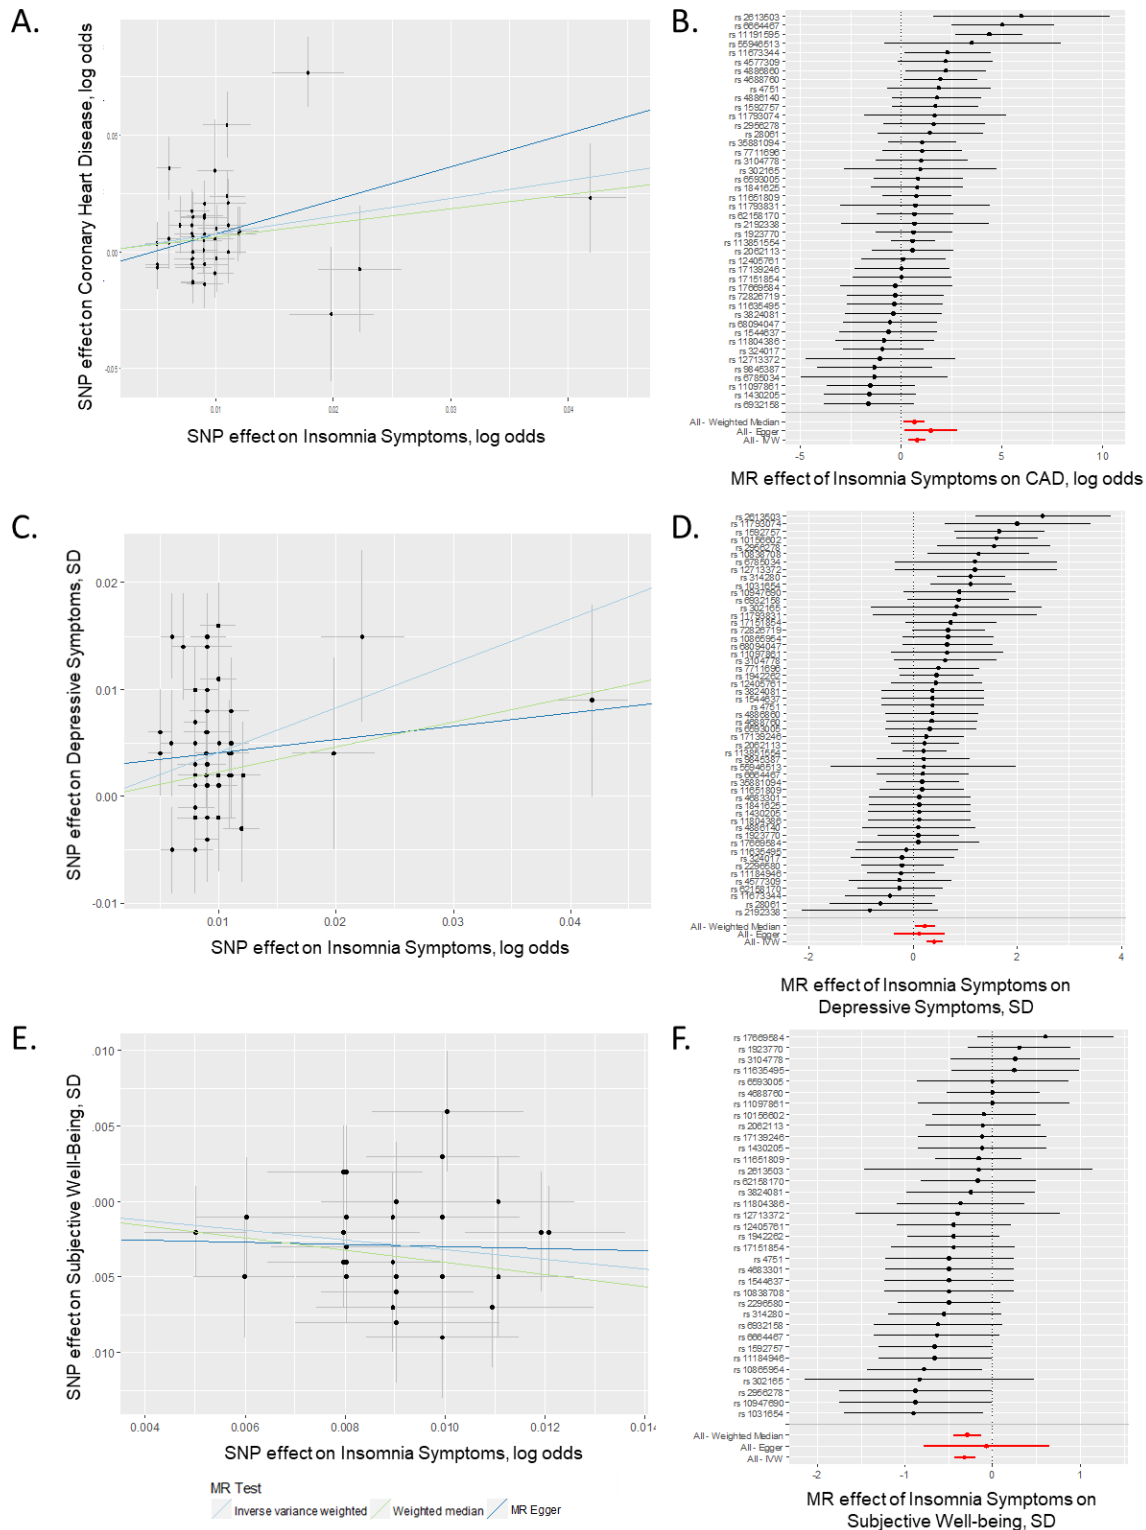 A.
SNP effect on Coronary Heart Disease, log odds
0.00
0.01
0.02
0.03
0.04
SNP effect on Insomnia Symptoms, log odds
B.
rs 2613503
rs 6664467
rs 11191595
rs 55946513
rs 11673344
rs 4577309
rs 4886860
rs 4688760
rs 4751
rs 4886140
rs 1592757
rs 11793074
rs 2956278
rs 28061
rs 35881094
rs 7711696
rs 3104778
rs 302165
rs 6593005
rs 1841625
rs 11651809
rs 11793831
rs 62158170
rs 2192338
rs 1923770
rs 113851554
rs 2062113
rs 12405761
rs 17139246
rs 17151854
rs 17669584
rs 72826719
rs 11635495
rs 3824081
rs 68094047
rs 1544637
rs 11804386
rs 324017
rs 12713372
rs 9845387
rs 6785034
rs 11097861
rs 1430205
rs 6932158
All - Weighted Median
All - Egger
All - IVW
-5
0
5
10
MR effect of Insomnia Symptoms on CAD, log odds
C.
SNP effect on Depressive Symptoms, SD
0.02
0.01
0.00
-0.01
0.01
0.02
0.03
0.04
SNP effect on Insomnia Symptoms, log odds
D.
rs 2613503
rs 11793074
rs 1592757
rs 10156602
rs 2956278
rs 10838708
rs 6785034
rs 12713372
rs 314280
rs 1031654
rs 10947690
rs 6932158
rs 302165
rs 11793831
rs 17151854
rs 72826719
rs 10865954
rs 68094047
rs 11097861
rs 3104778
rs 7711696
rs 1942262
rs 12405761
rs 3824081
rs 1544637
rs 4751
rs 4886860
rs 4688760
rs 6593005
rs 17139246
rs 2062113
rs 113851554
rs 9845387
rs 55946513
rs 6664467
rs 35881094
rs 11651809
rs 4683301
rs 1841625
rs 1430205
rs 11804386
rs 4886140
rs 1923770
rs 17669584
rs 11635495
rs 324017
rs 2296580
rs 11184946
rs 4577309
rs 62158170
rs 11673344
rs 28061
rs 2192338
All - Weighted Median
All - Egger
All - IVW
-2
0
2
4
MR effect of Insomnia Symptoms on
Depressive Symptoms, SD
E.
SNP effect on Subjective Well-Being, SD
.010
.005
.000
.005
.010
0.004
0.006
0.008
0.010
0.012
0.014
SNP effect on Insomnia Symptoms, log odds
MR Test
Inverse variance weighted
Weighted median
MR Egger
F.
rs 17669584
rs 1923770
rs 3104778
rs 11635495
rs 6593005
rs 4688760
rs 11097861
rs 10156602
rs 2062113
rs 17139246
rs 1430205
rs 11651809
rs 2613503
rs 62158170
rs 3824081
rs 11804386
rs 12713372
rs 12405761
rs 1942262
rs 17151854
rs 4751
rs 4683301
rs 1544637
rs 10838708
rs 2296580
rs 314280
rs 6932158
rs 6664467
rs 1592757
rs 11184946
rs 10865954
rs 302165
rs 2956278
rs 10947690
rs 1031654
All - Weighted Median
All - Egger
All - IVW
-2
-1
0
1
MR effect of Insomnia Symptoms on
Subjective Well-being, SD